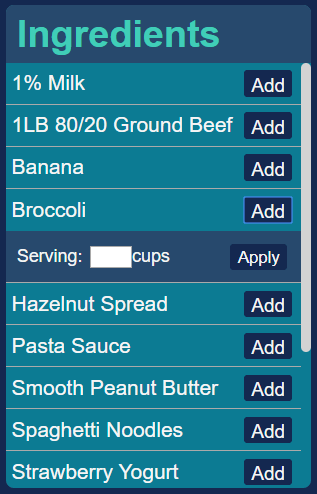 Ingredients
1% Milk Add
1LB 80/20 Ground Beef Add
Banana Add
Broccoli Add
Serving: cups Apply
Hazelnut Spread Add
Pasta Sauce Add
Smooth Peanut Butter Add
Spaghetti Noodles Add
Strawberry Yogurt Add